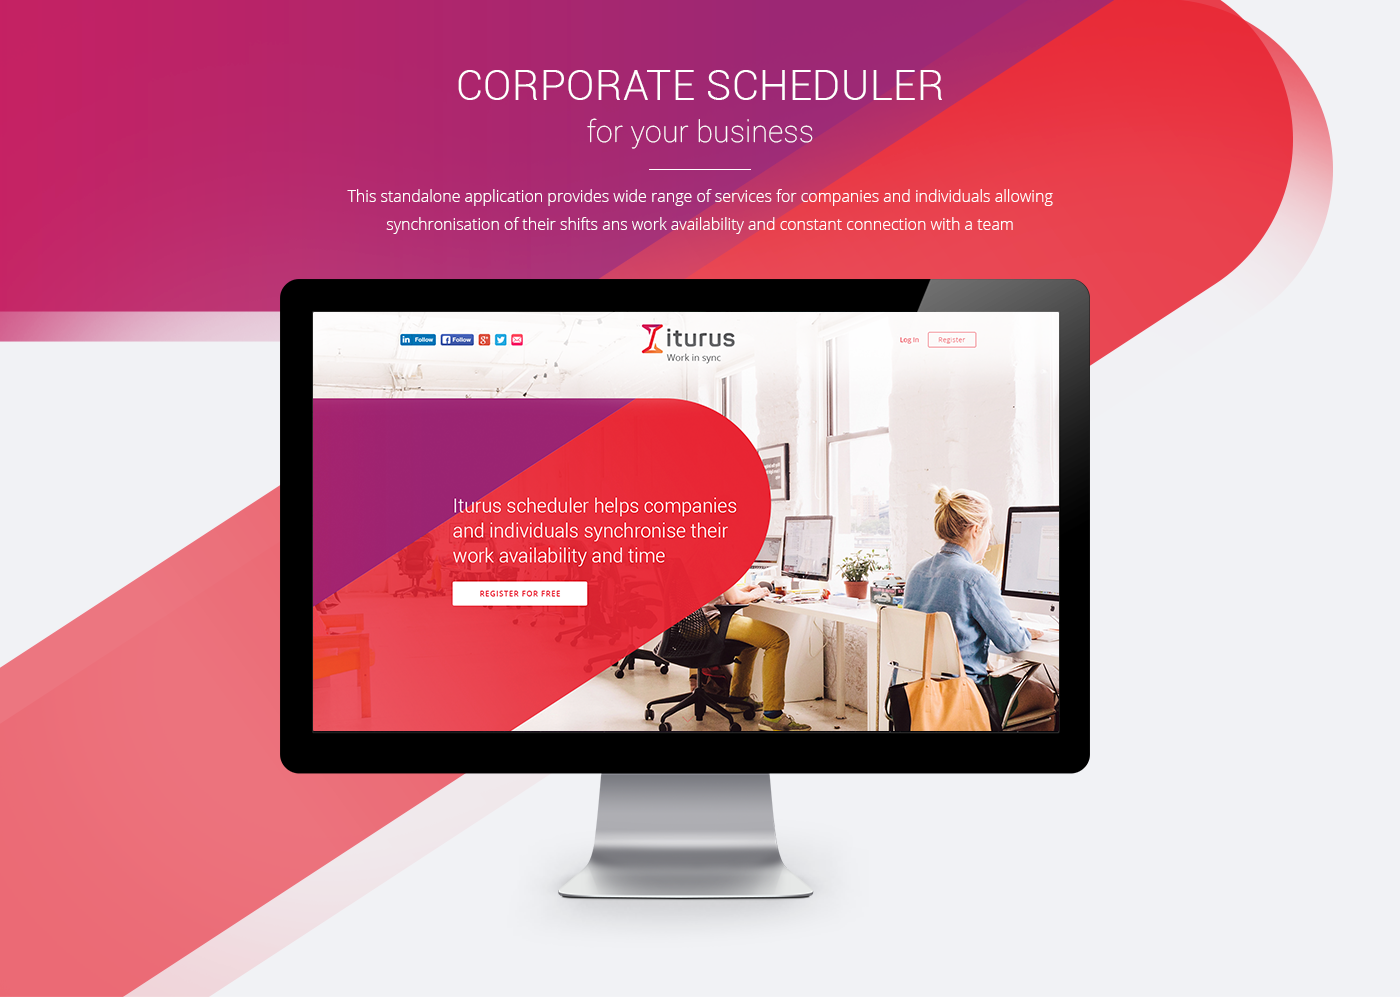 CORPORATE SCHEDULER
for your business
This standalone application provides wide range of services for companies and individuals allowing
synchronisation of their shifts ans work availability and constant connection with a team
in Follow
f Follow
g+
iturus
Work in sync
Log In
Register
Iturus scheduler helps companies
and individuals synchronise their
work availability and time
REGISTER FOR FREE